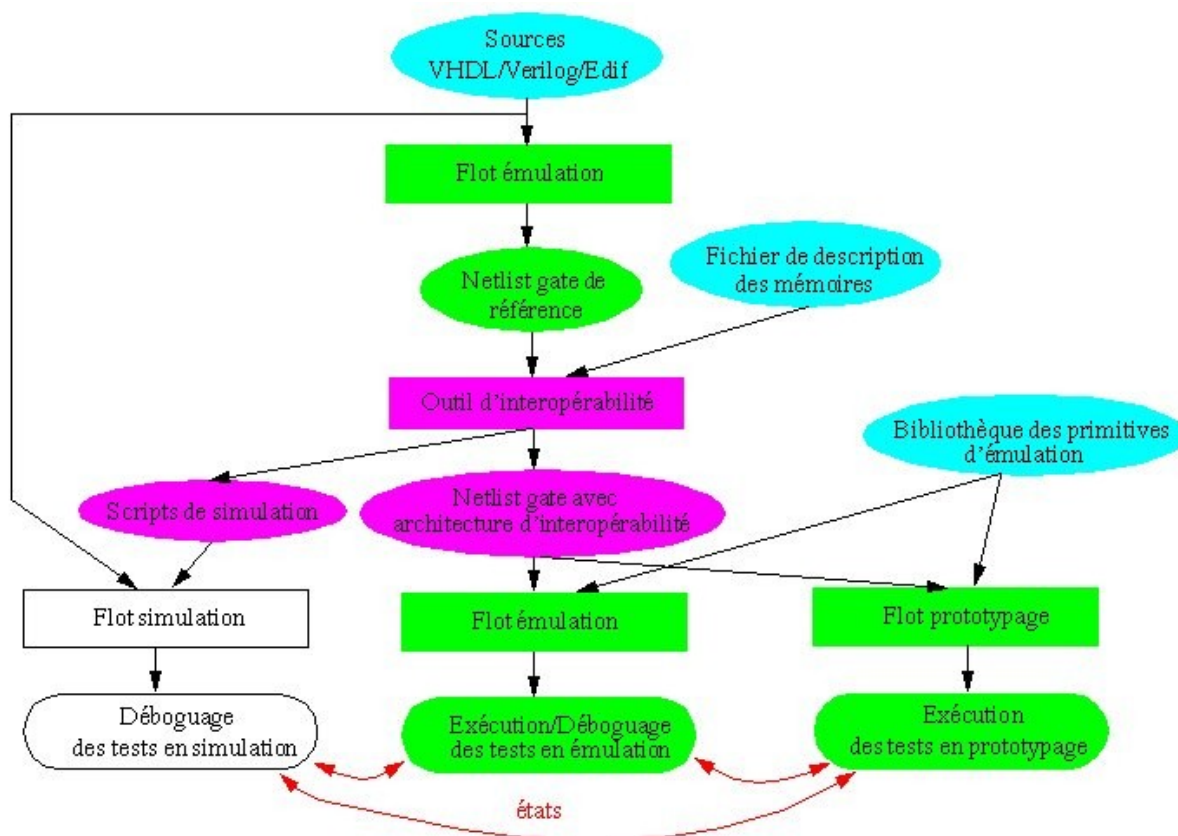 Sources
VHDL/Verilog/Edif
Flot émulation
Fichier de description
des mémoires
Netlist gate de
référence
Outil d'interopérabilité
Bibliothèque des primitives
d'émulation
Scripts de simulation
Netlist gate avec
architecture d'interopérabilité
Flot simulation
Flot émulation
Flot prototypage
Déboguage
des tests en simulation
Exécution/Déboguage
des tests en émulation
Exécution
des tests en prototypage
états